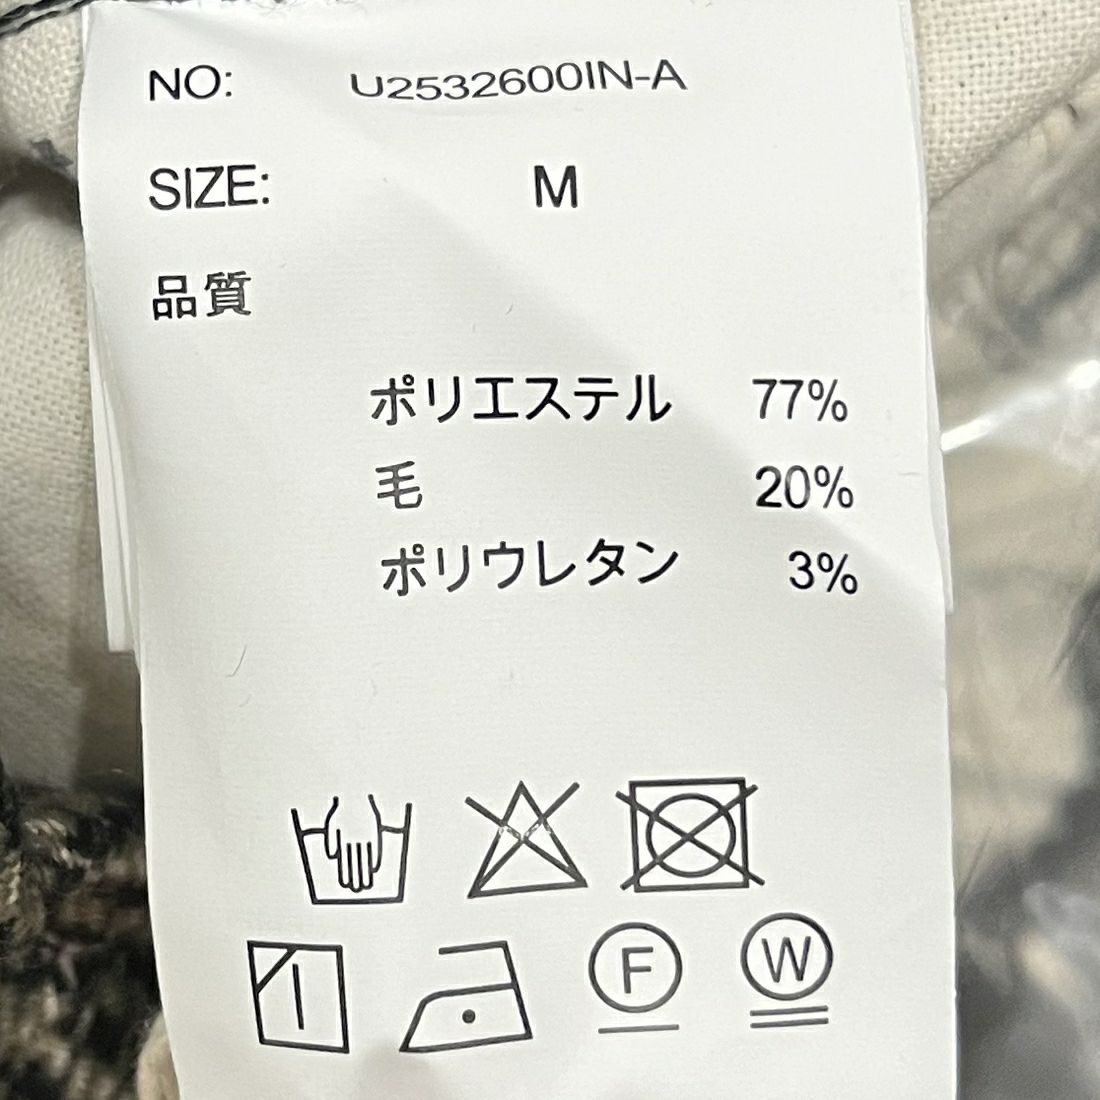 NO: U2532600IN-A
SIZE: M
品質
ポリエステル 77%
毛 20%
ポリウレタン 3%
F W